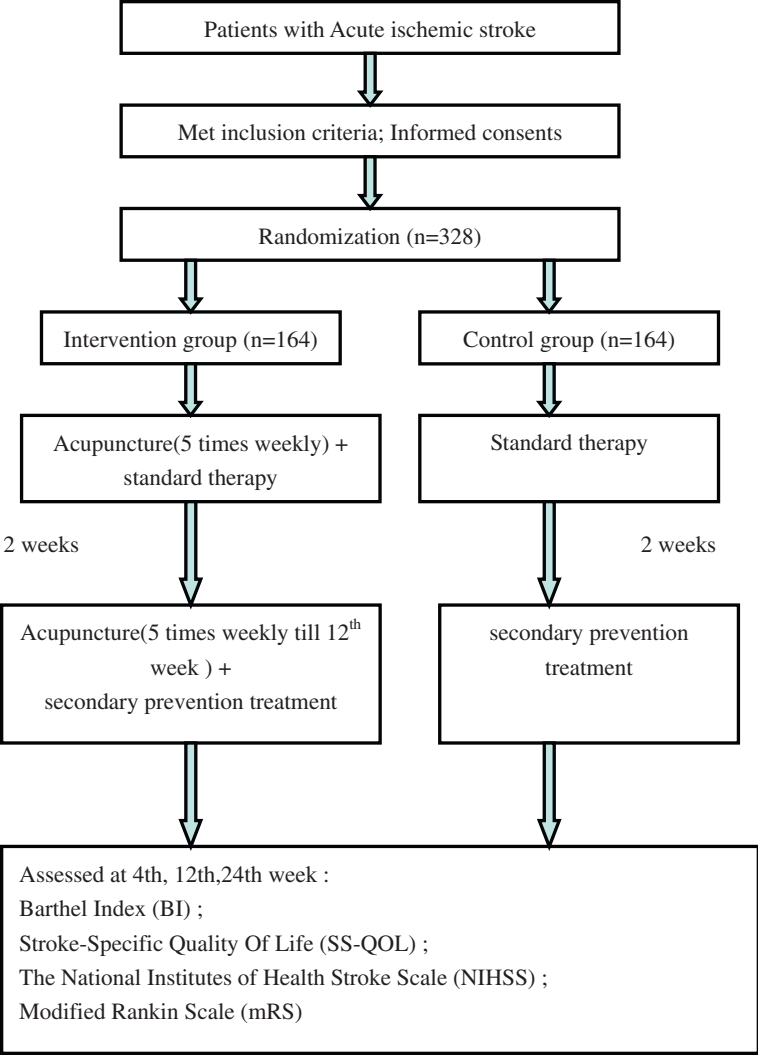 Patients with Acute ischemic stroke
Met inclusion criteria; Informed consents
Randomization (n=328)
Intervention group (n=164)
Control group (n=164)
Acupuncture(5 times weekly) +
standard therapy
Standard therapy
2 weeks
2 weeks
Acupuncture(5 times weekly till 12th
week ) +
secondary prevention treatment
secondary prevention
treatment
Assessed at 4th, 12th,24th week :
Barthel Index (BI) ;
Stroke-Specific Quality Of Life (SS-QOL) ;
The National Institutes of Health Stroke Scale (NIHSS) ;
Modified Rankin Scale (mRS)